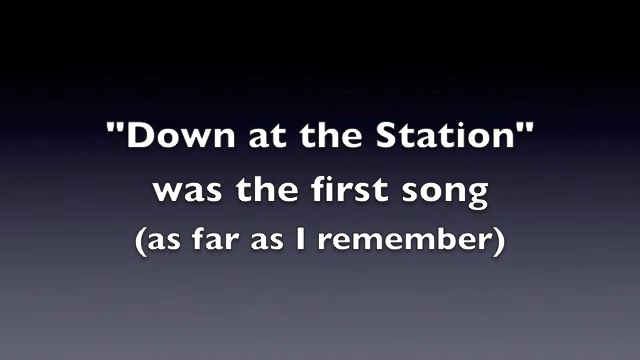 "Down at the Station"
was the first song
(as far as I remember)